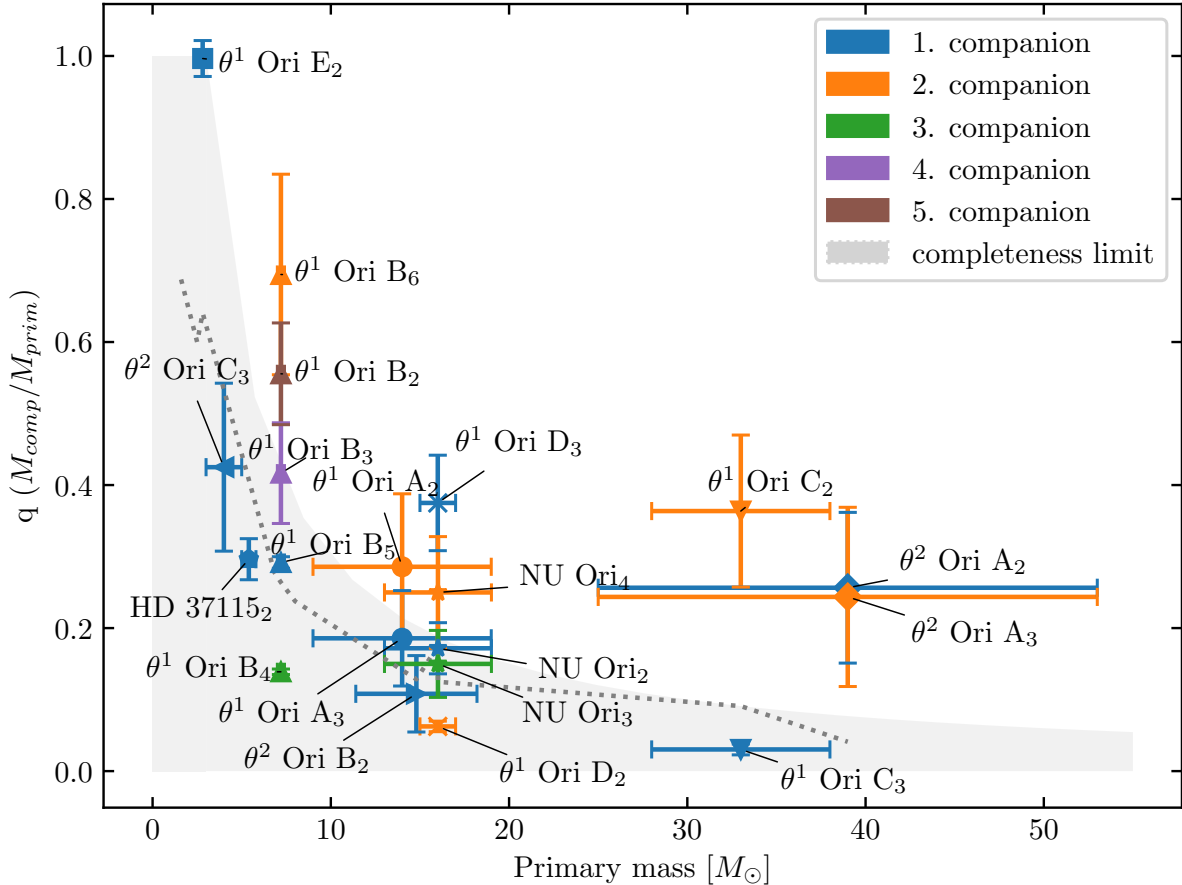 q (M_comp/M_prim)
1.0
0.8
0.6
0.4
0.2
0.0
0
10
20
30
40
50
Primary mass [M_⊙]
1. companion
2. companion
3. companion
4. companion
5. companion
completeness limit
θ¹ Ori E₂
θ¹ Ori B₆
θ² Ori C₃
θ¹ Ori B₂
θ¹ Ori B₃
θ¹ Ori D₃
θ¹ Ori A₂
θ¹ Ori C₂
θ¹ Ori B₅
NU Ori₄
θ² Ori A₂
HD 37115₂
θ² Ori A₃
θ¹ Ori B₄
NU Ori₂
θ¹ Ori A₃
NU Ori₃
θ² Ori B₂
θ¹ Ori D₂
θ¹ Ori C₃